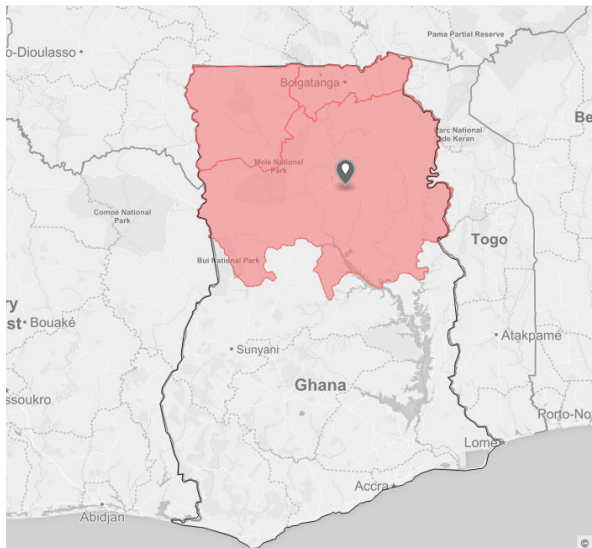 Pama Partial Reserve
o-Dioulasso
Bolgatanga
Parc National
de Keran
Mole National
Park
Comoé National
Park
Togo
Be
Bui National Park
ry
st
Bouaké
Sunyani
Atakpamé
Ghana
ssoukro
Porto-No
Lomé
Accra
Abidjan
©